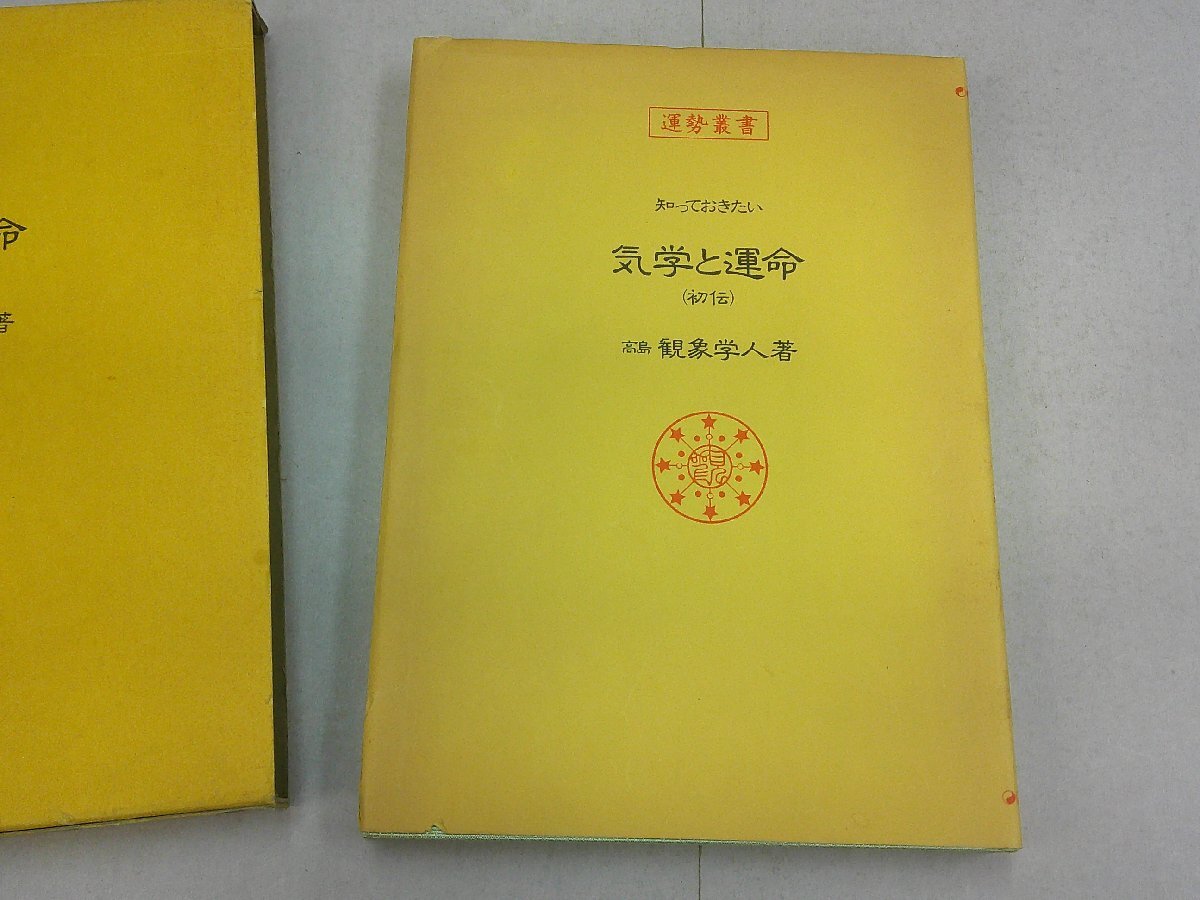 運勢叢書
知っておきたい
気学と運命
(初伝)
高島 観象学人著
命
著